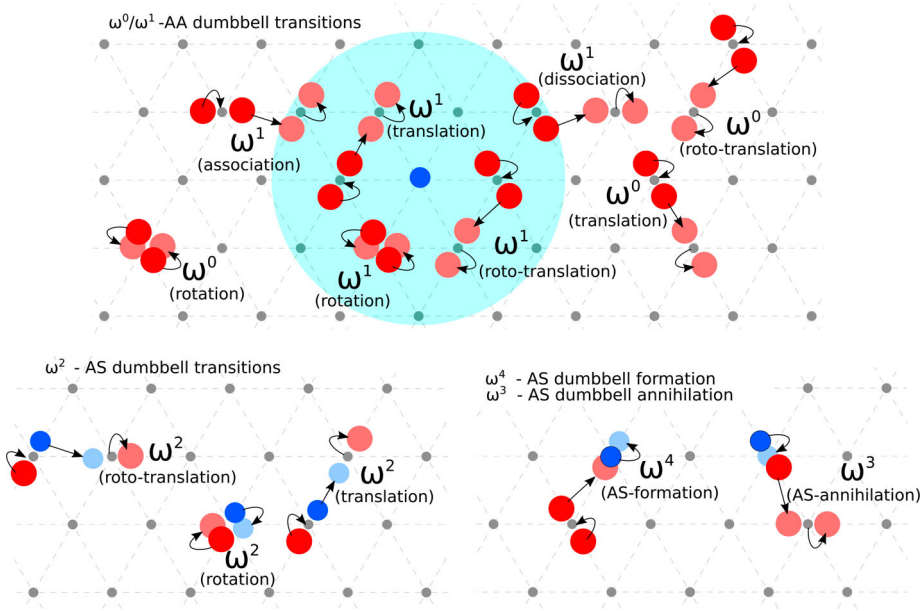 ω⁰/ω¹ -AA dumbbell transitions
ω¹
(dissociation)
ω¹
(translation)
ω¹
(association)
ω⁰
(roto-translation)
ω⁰
(translation)
ω¹
(roto-translation)
ω⁰
(rotation)
ω¹
(rotation)
ω² - AS dumbbell transitions
ω²
(roto-translation)
ω²
(translation)
ω²
(rotation)
ω⁴ - AS dumbbell formation
ω³ - AS dumbbell annihilation
ω⁴
(AS-formation)
ω³
(AS-annihilation)